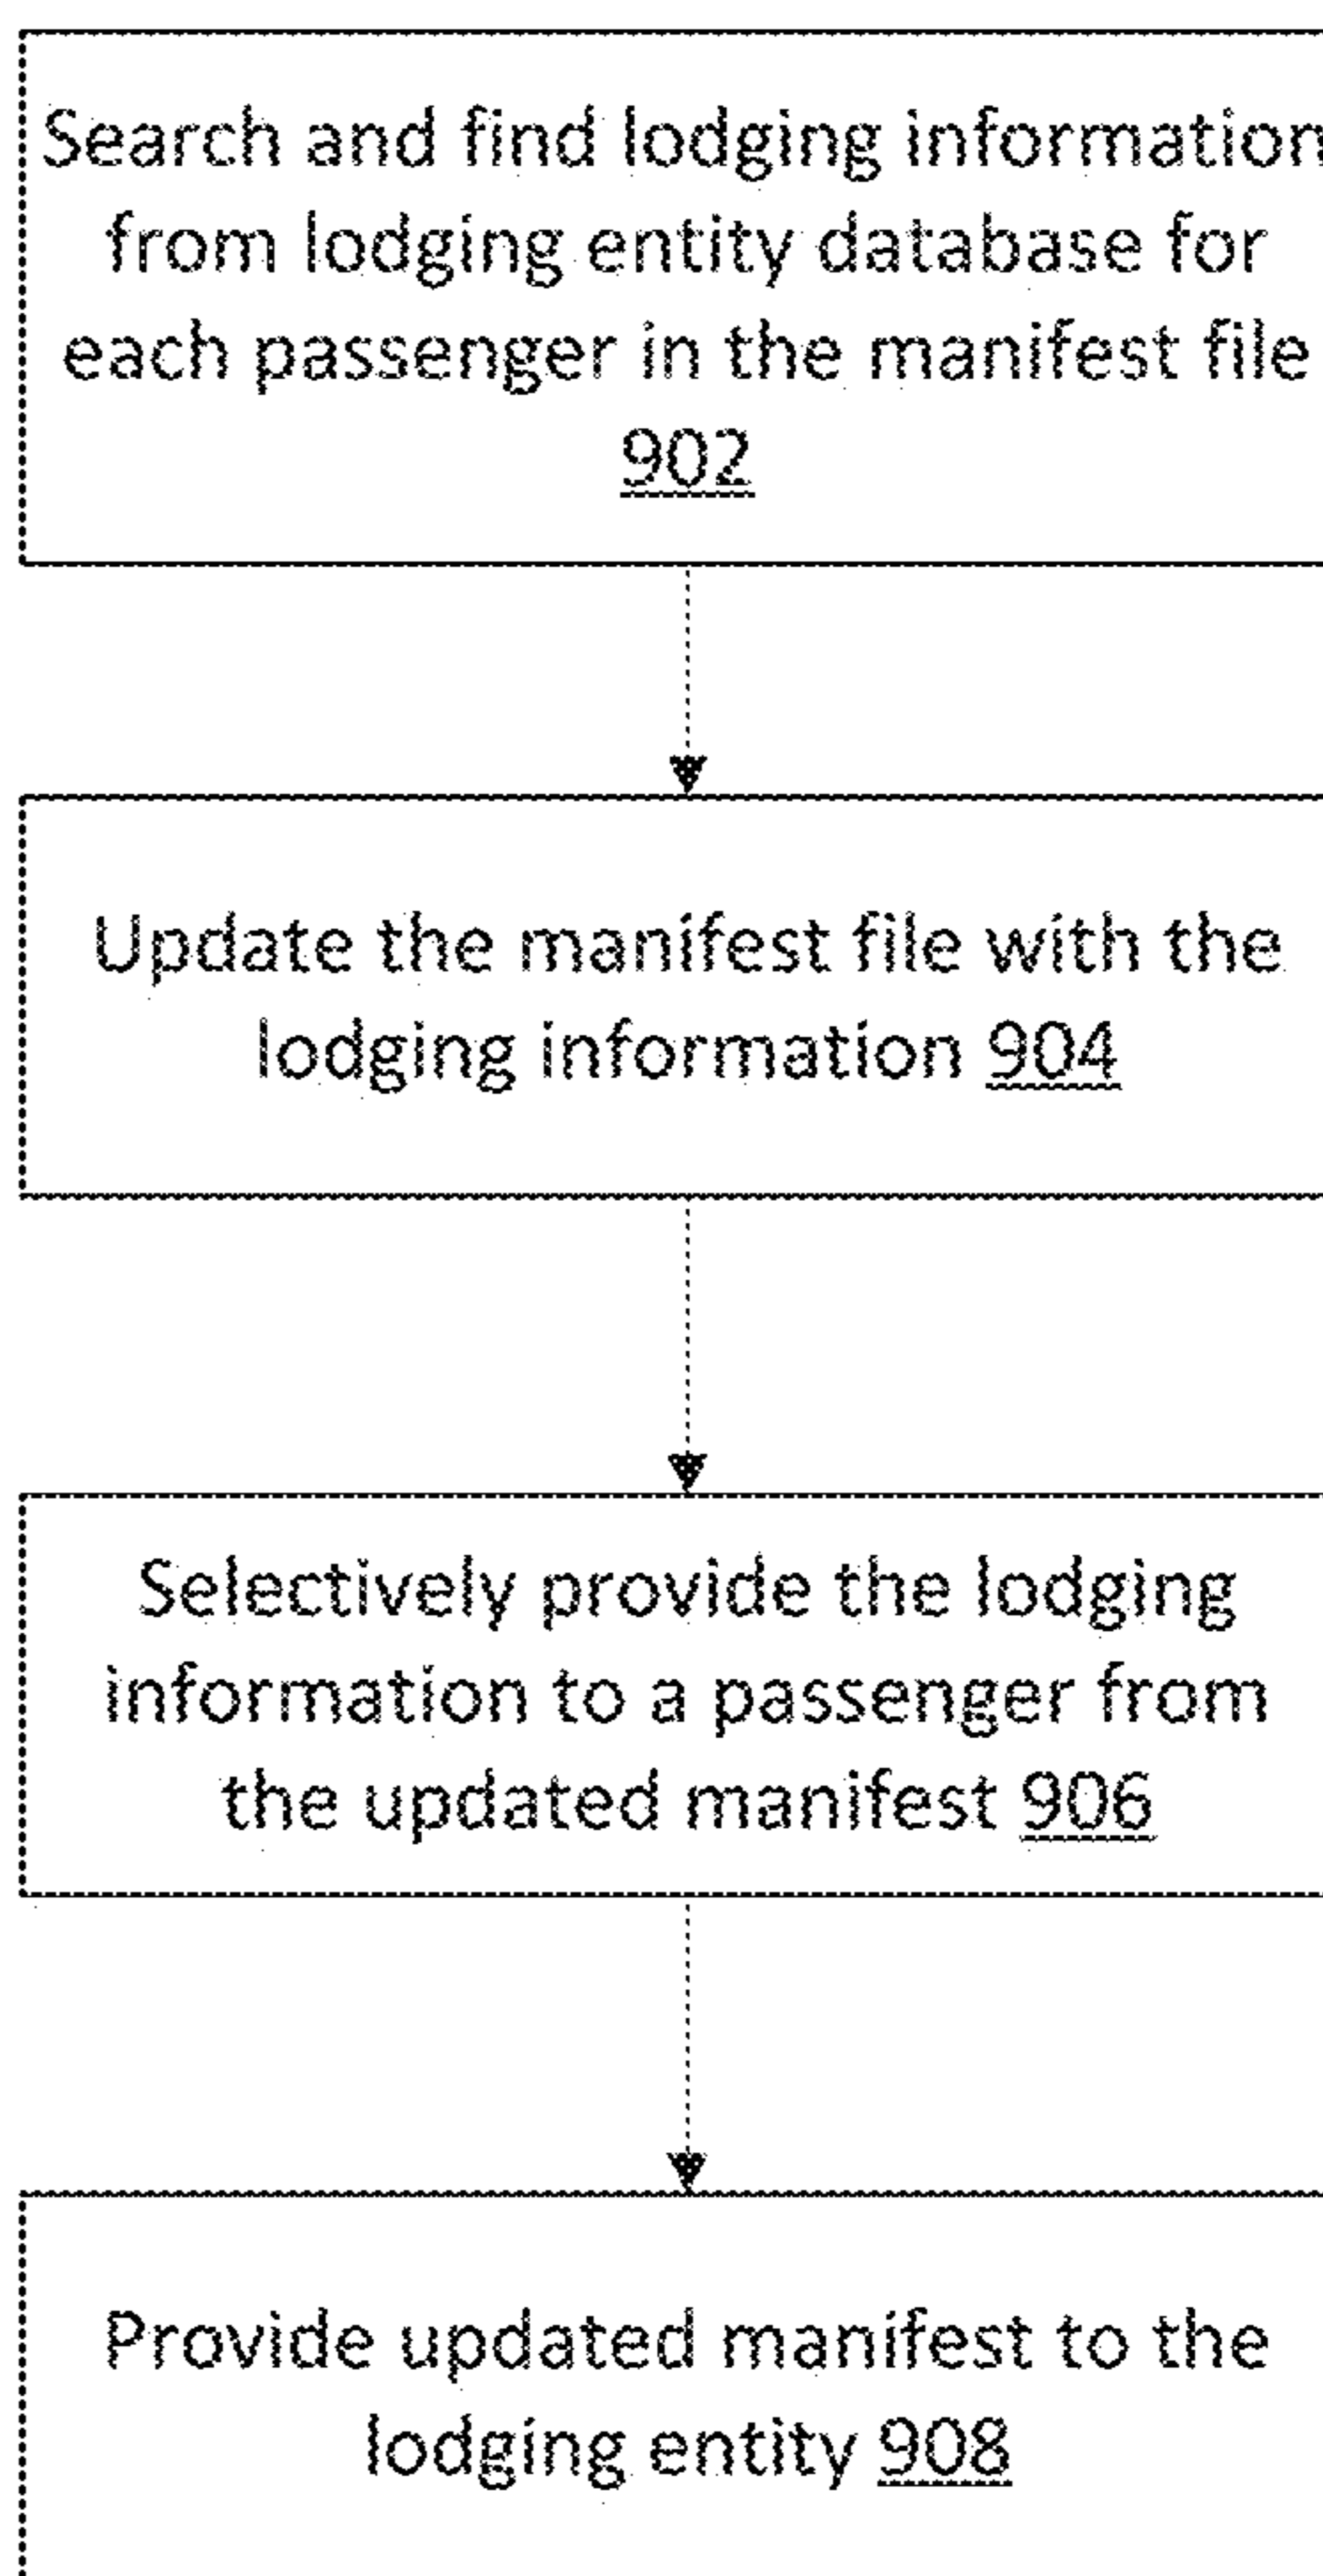 Search and find lodging information
from lodging entity database for
each passenger in the manifest file
902
Update the manifest file with the
lodging information 904
Selectively provide the lodging
information to a passenger from
the updated manifest 906
Provide updated manifest to the
lodging entity 908